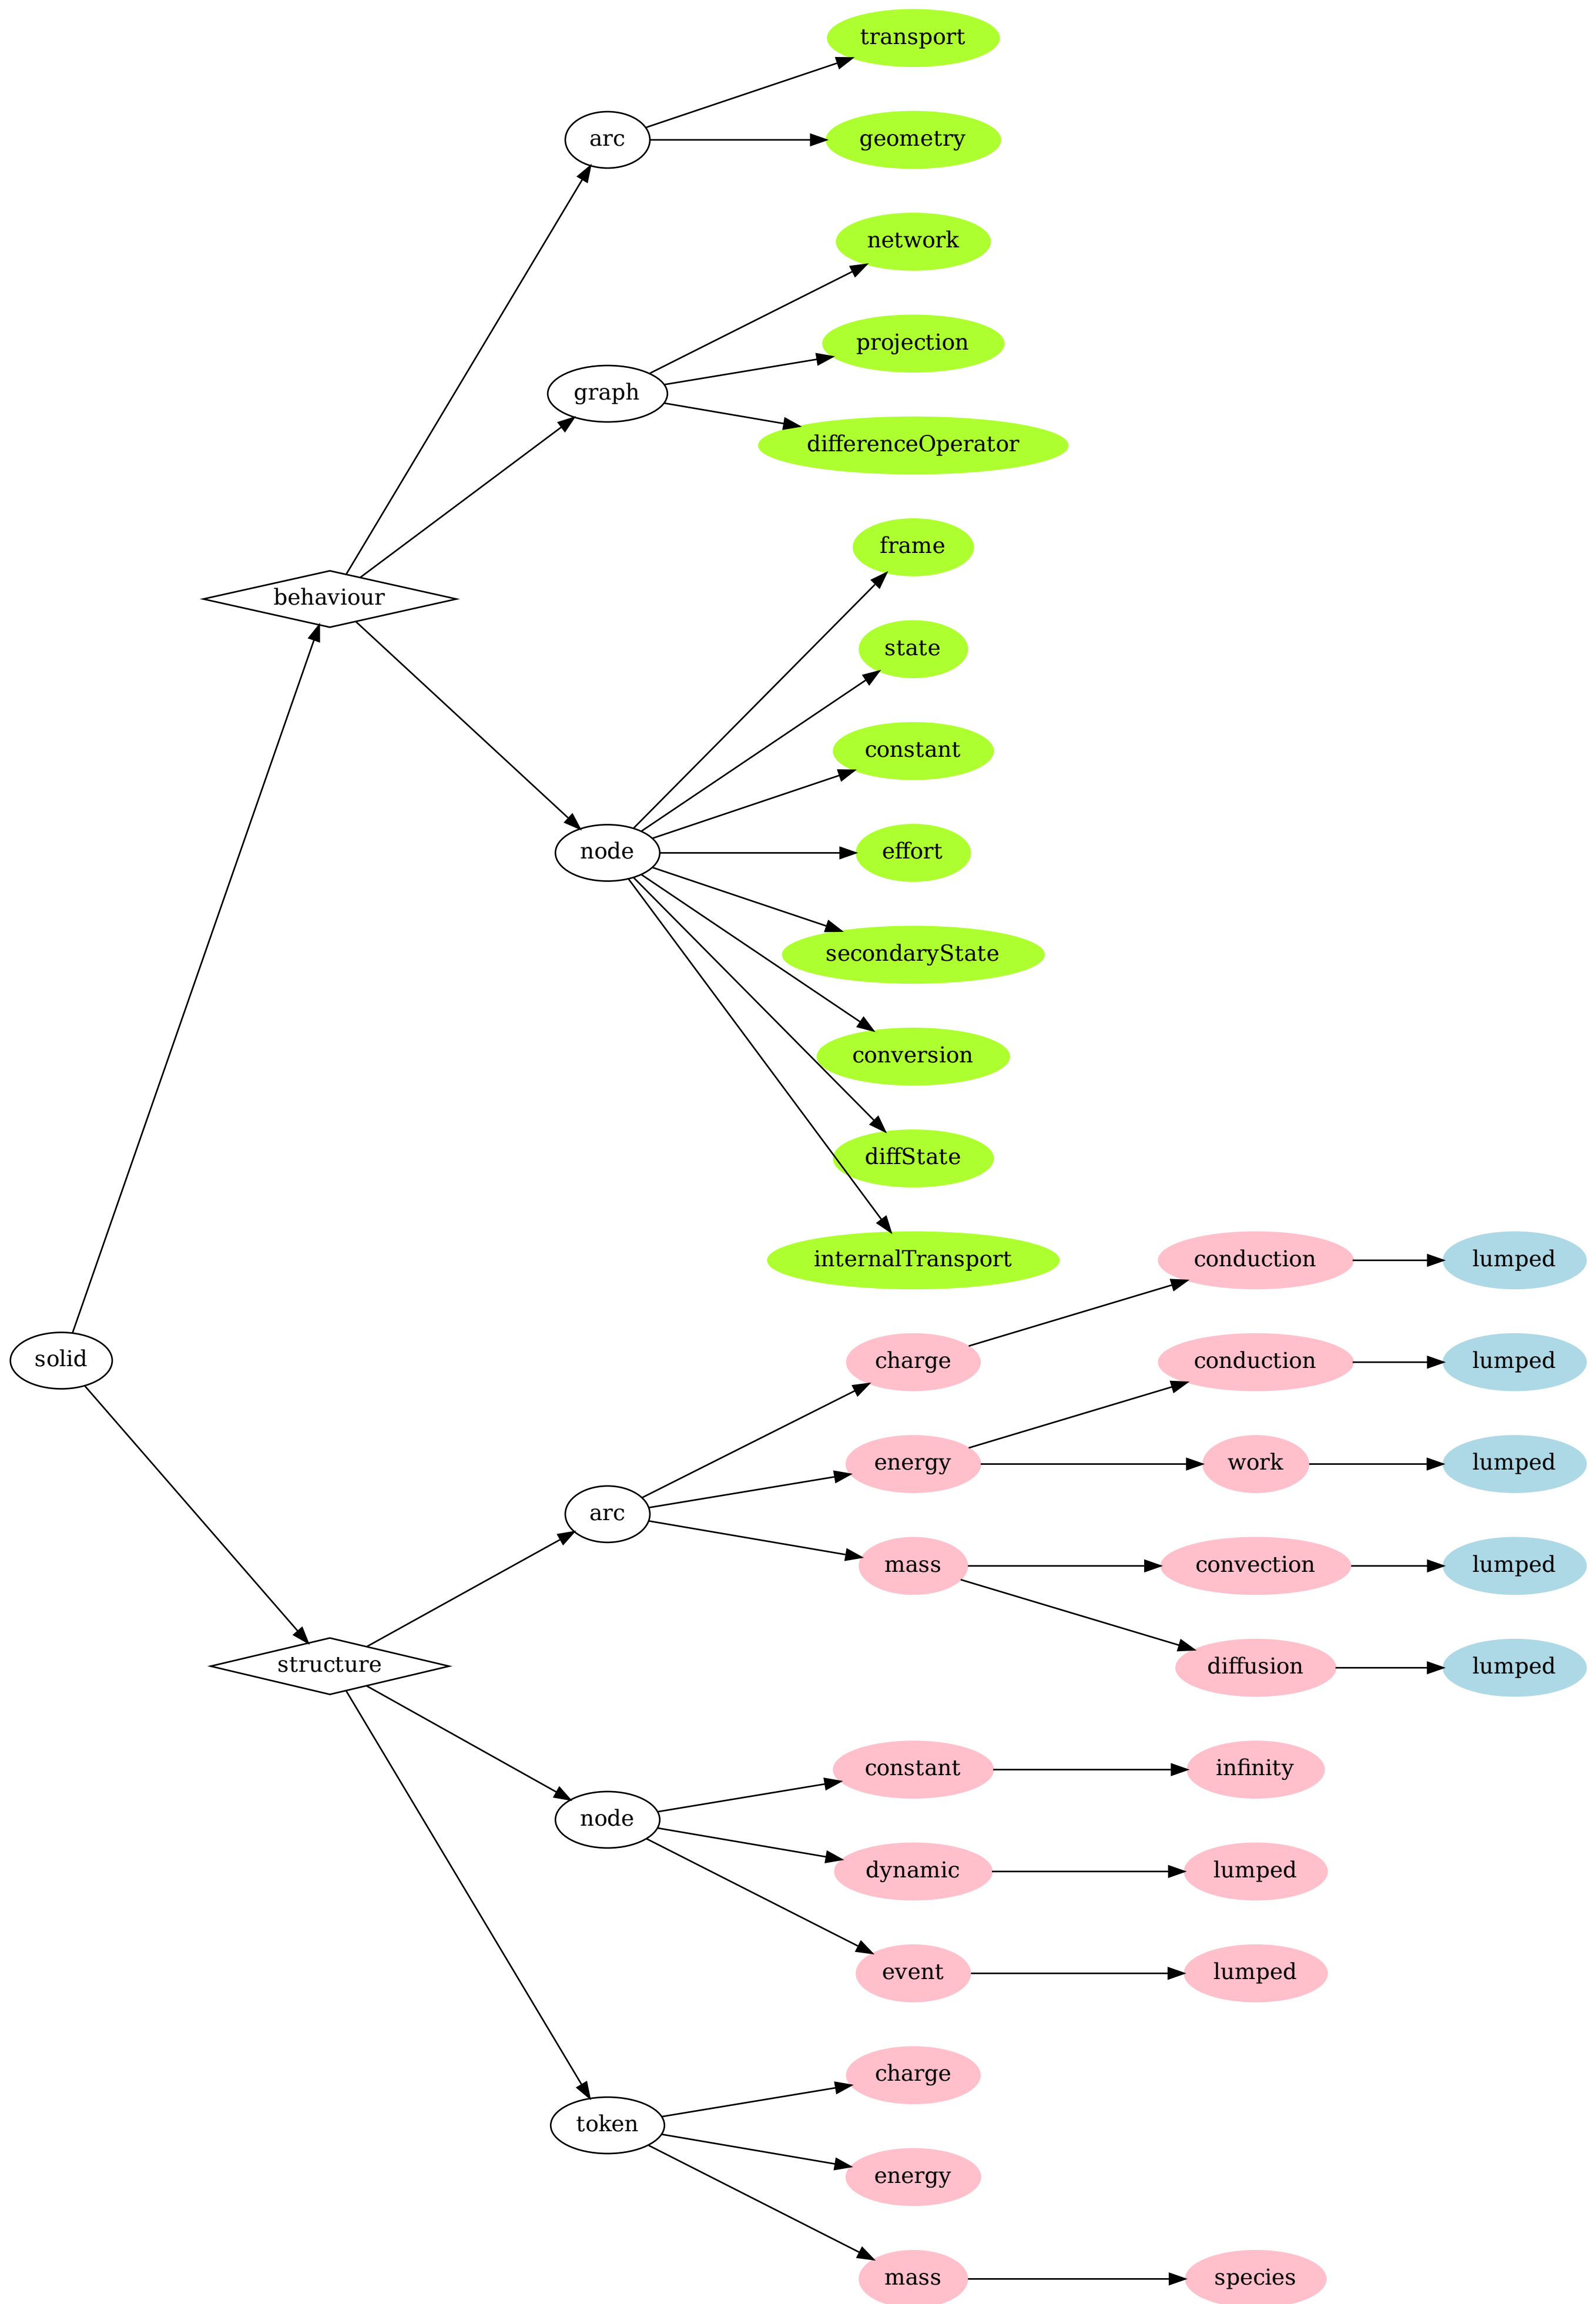 transport
arc
geometry
network
projection
graph
differenceOperator
frame
behaviour
state
constant
node
effort
secondaryState
conversion
diffState
internalTransport
conduction
lumped
solid
charge
conduction
lumped
energy
work
lumped
arc
mass
convection
lumped
structure
diffusion
lumped
constant
infinity
node
dynamic
lumped
event
lumped
charge
token
energy
mass
species